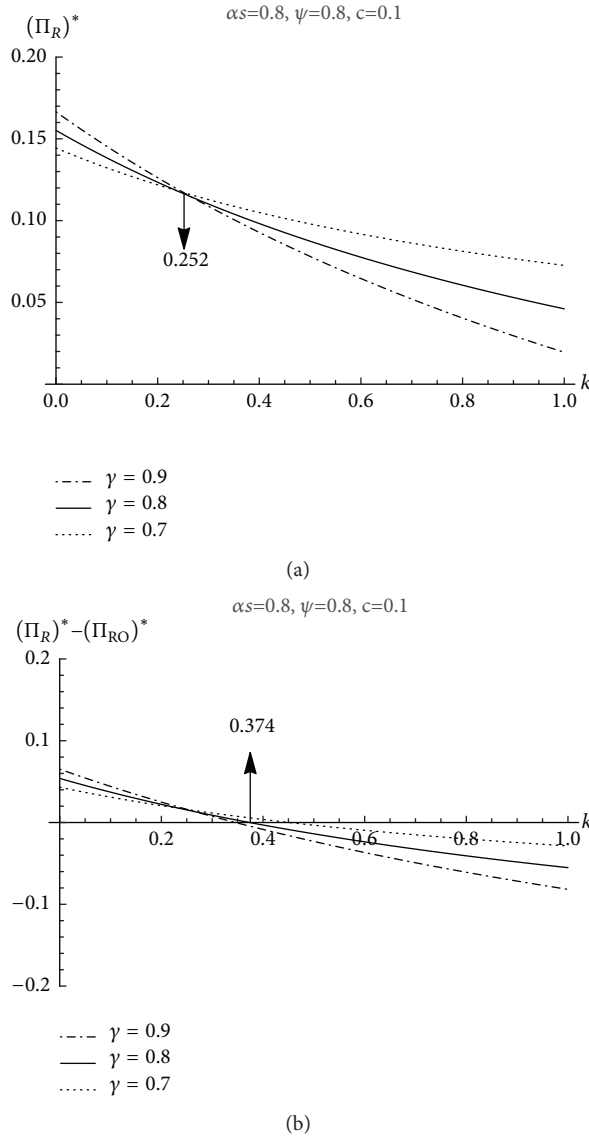 αs=0.8, ψ=0.8, c=0.1
(Π_R)*
0.20
0.15
0.10
0.05
0.252
0.0 0.2 0.4 0.6 0.8 1.0 k
γ = 0.9
γ = 0.8
γ = 0.7
(a)
αs=0.8, ψ=0.8, c=0.1
(Π_R)*−(Π_RO)*
0.2
0.1
0.374
0.2 0.4 0.6 0.8 1.0 k
−0.1
−0.2
γ = 0.9
γ = 0.8
γ = 0.7
(b)